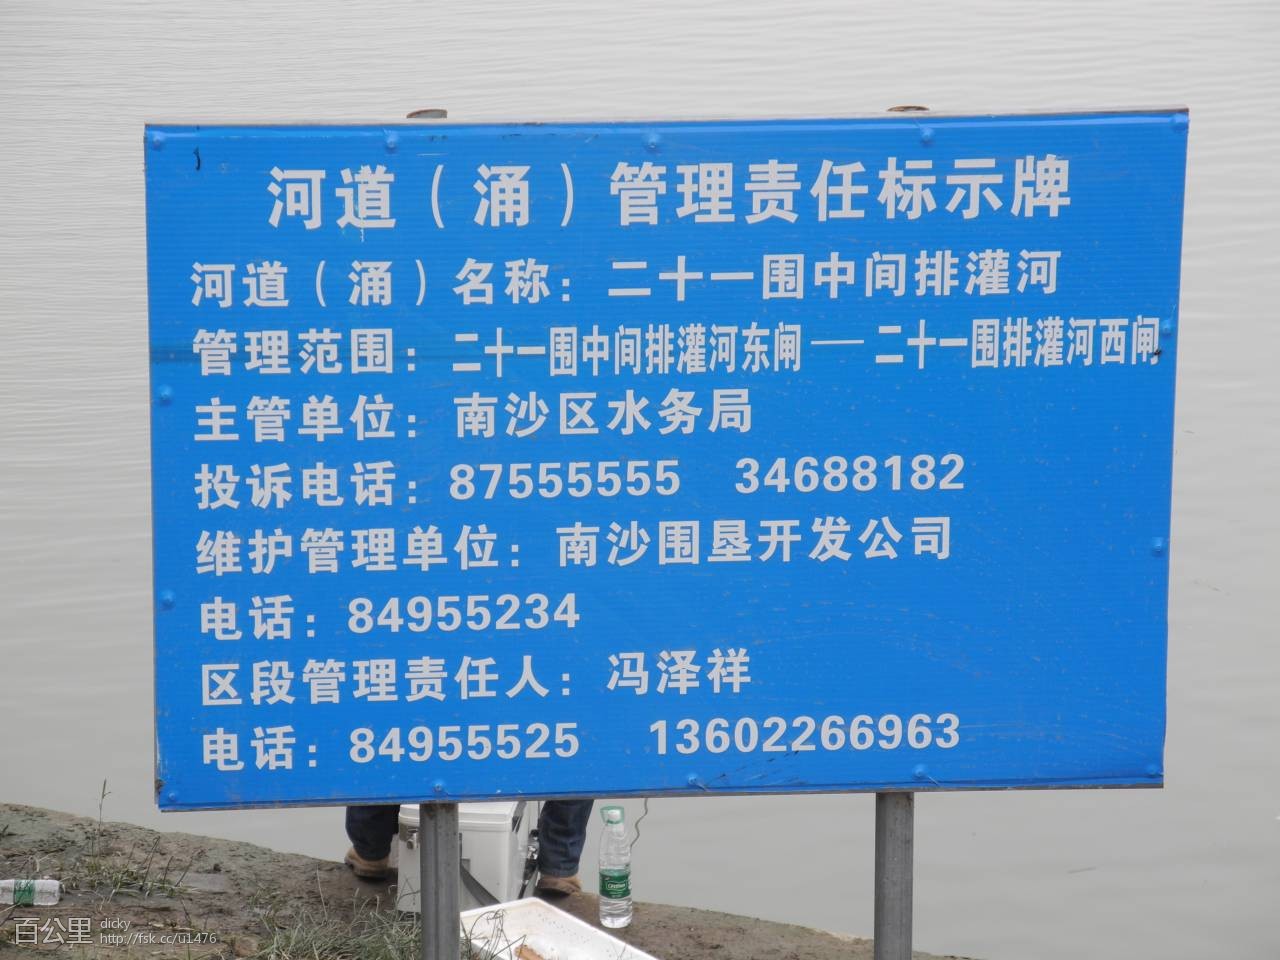 河道（涌）管理责任标示牌
河道（涌）名称：二十一围中间排灌河
管理范围：二十一围中间排灌河东闸——二十一围排灌河西闸
主管单位：南沙区水务局
投诉电话：87555555 34688182
维护管理单位：南沙围垦开发公司
电话：84955234
区段管理责任人：冯泽祥
电话：84955525 13602266963
百公里 dicky
http://fsk.cc/u1476